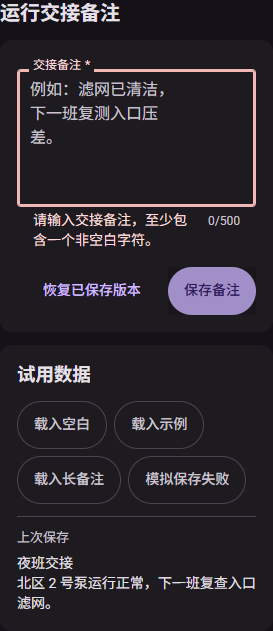 运行交接备注
交接备注 *
例如：滤网已清洁，
下一班复测入口压
差。
请输入交接备注，至少包
含一个非空白字符。
0/500
恢复已保存版本
保存备注
试用数据
载入空白
载入示例
载入长备注
模拟保存失败
上次保存
夜班交接
北区 2 号泵运行正常，下一班复查入口
滤网。